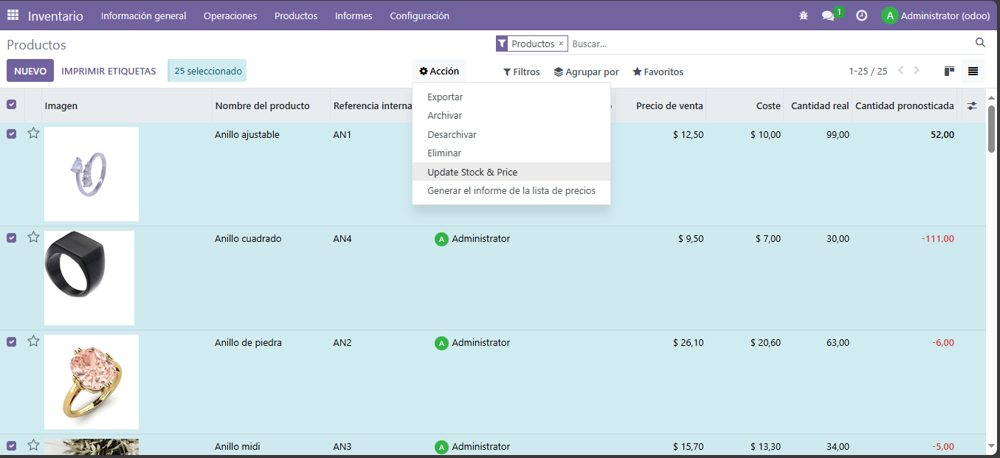 Inventario Información general Operaciones Productos Informes Configuración 1 A Administrator (odoo)
Productos
Productos × Buscar...
NUEVO IMPRIMIR ETIQUETAS 25 seleccionado Acción Filtros Agrupar por Favoritos 1-25 / 25
Exportar
Archivar
Desarchivar
Eliminar
Update Stock & Price
Generar el informe de la lista de precios
Imagen Nombre del producto Referencia interna Precio de venta Coste Cantidad real Cantidad pronosticada
Anillo ajustable AN1 $ 12,50 $ 10,00 99,00 52,00
Anillo cuadrado AN4 A Administrator $ 9,50 $ 7,00 30,00 -111,00
Anillo de piedra AN2 A Administrator $ 26,10 $ 20,60 63,00 -6,00
Anillo midi AN3 A Administrator $ 15,70 $ 13,30 34,00 -5,00